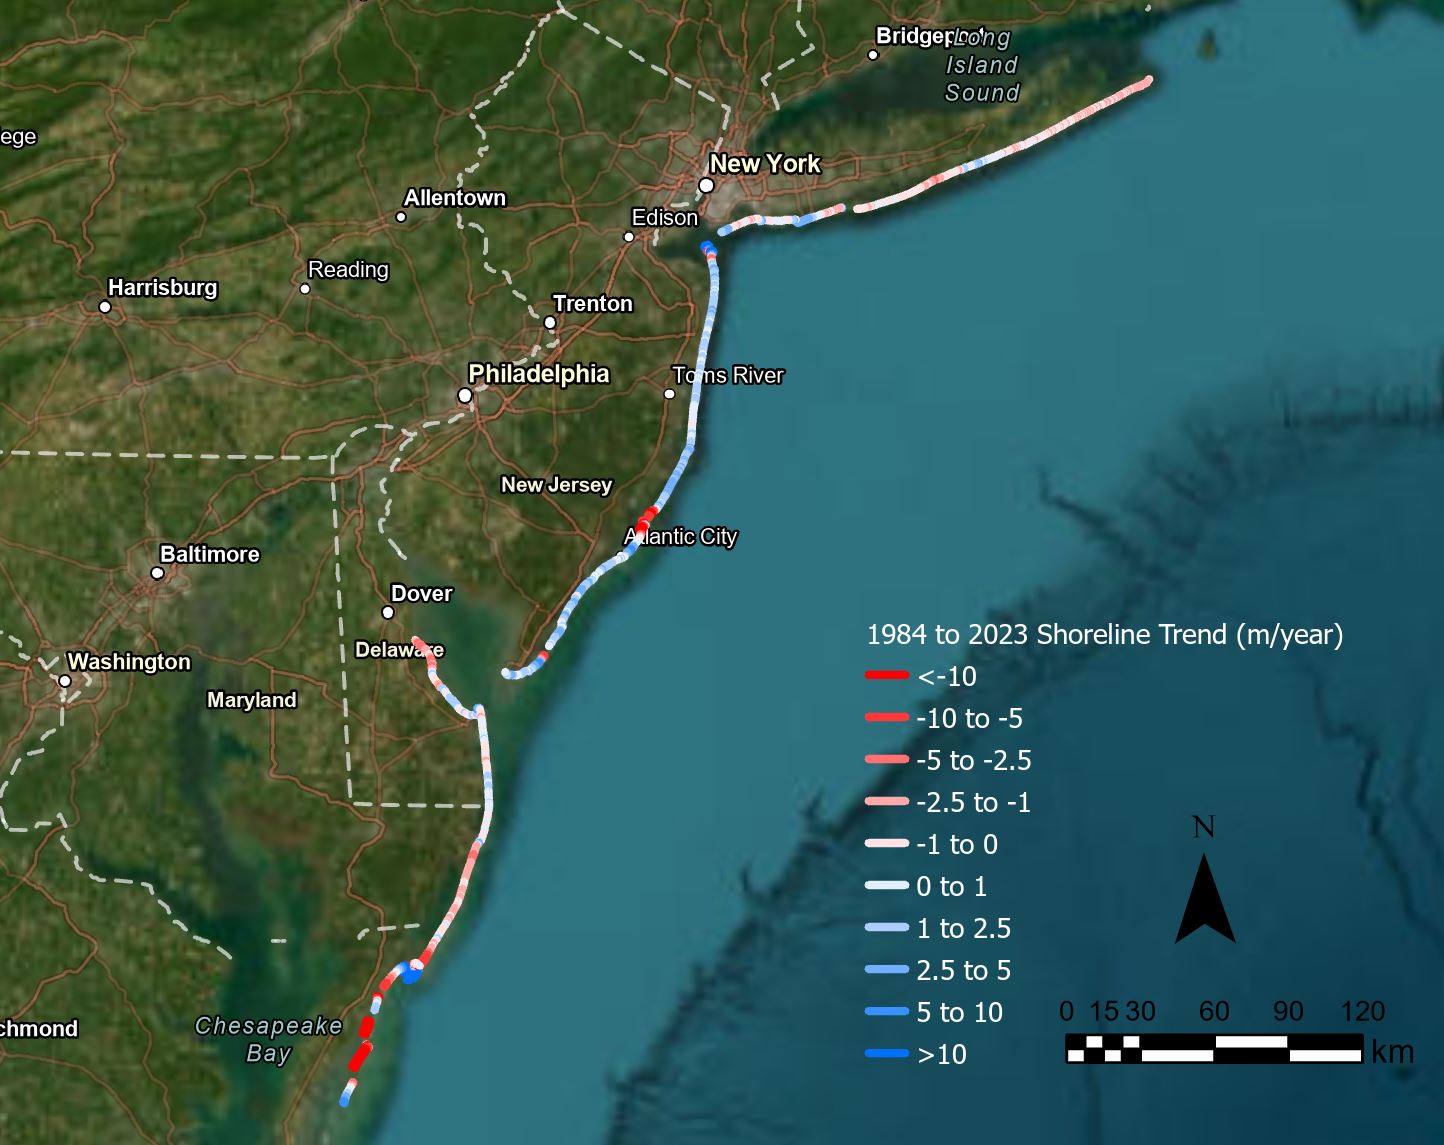 Bridgeport
Long
Island
Sound
ege
New York
Allentown
Edison
Reading
Harrisburg
Trenton
Philadelphia
Toms River
New Jersey
Atlantic City
Baltimore
Dover
Delaware
Washington
Maryland
1984 to 2023 Shoreline Trend (m/year)
<-10
-10 to -5
-5 to -2.5
-2.5 to -1
-1 to 0
0 to 1
1 to 2.5
2.5 to 5
5 to 10
>10
N
0 15 30 60 90 120
km
Chesapeake
Bay
chmond